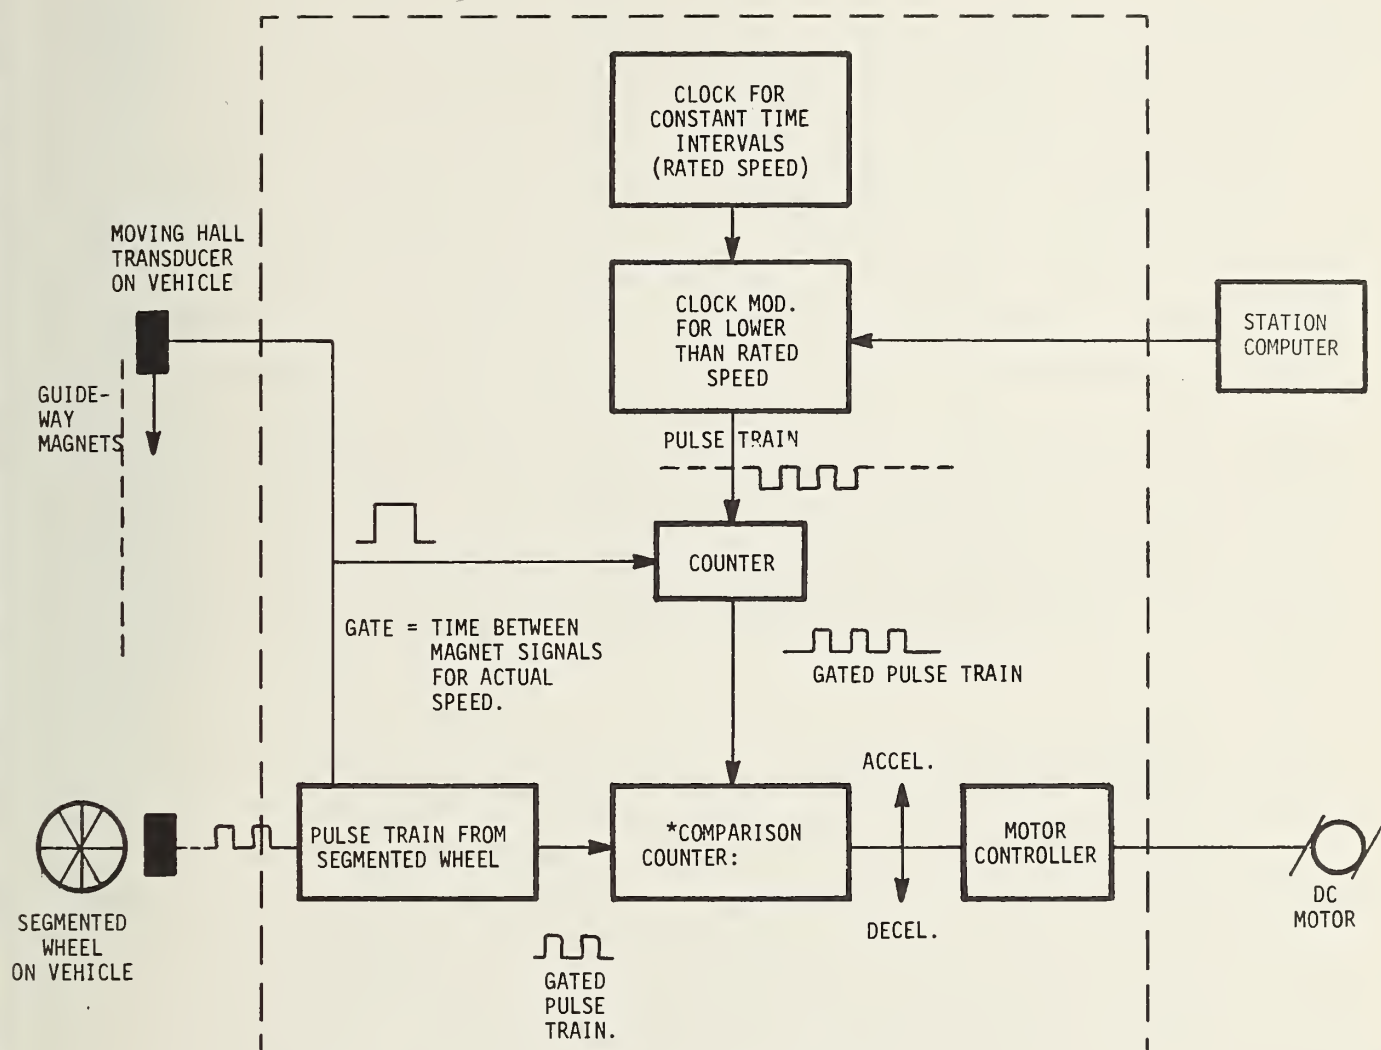 CLOCK FOR
CONSTANT TIME
INTERVALS
(RATED SPEED)
MOVING HALL
TRANSDUCER
ON VEHICLE
CLOCK MOD.
FOR LOWER
THAN RATED
SPEED
STATION
COMPUTER
GUIDE-
WAY
MAGNETS
PULSE TRAIN
COUNTER
GATE = TIME BETWEEN
MAGNET SIGNALS
FOR ACTUAL
SPEED.
GATED PULSE TRAIN
ACCEL.
PULSE TRAIN FROM
SEGMENTED WHEEL
*COMPARISON
COUNTER:
MOTOR
CONTROLLER
DECEL.
DC
MOTOR
SEGMENTED
WHEEL
ON VEHICLE
GATED
PULSE
TRAIN.